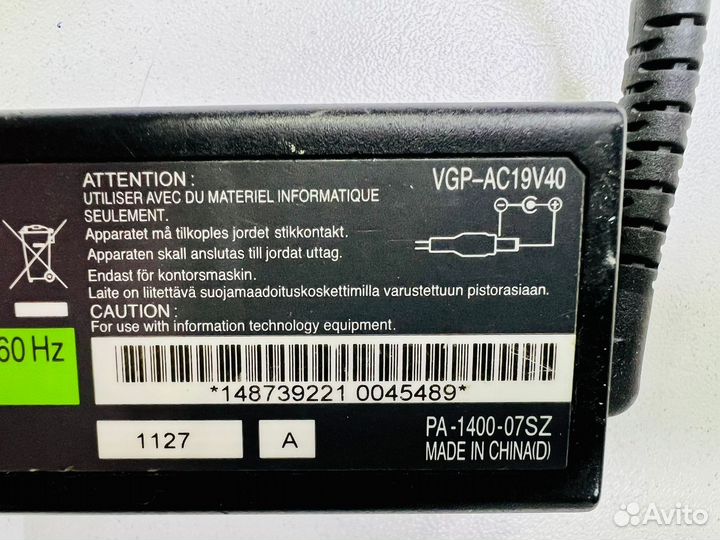 ATTENTION :
UTILISER AVEC DU MATERIEL INFORMATIQUE
SEULEMENT.
Apparatet må tilkoples jordet stikkontakt.
Apparaten skall anslutas till jordat uttag.
Endast för kontorsmaskin.
Laite on liitettävä suojamaadoituskoskettimilla varustettuun pistorasiaan.
CAUTION :
For use with information technology equipment.
VGP-AC19V40
60 Hz
*148739221 0045489*
1127
A
PA-1400-07SZ
MADE IN CHINA(D)
Avito